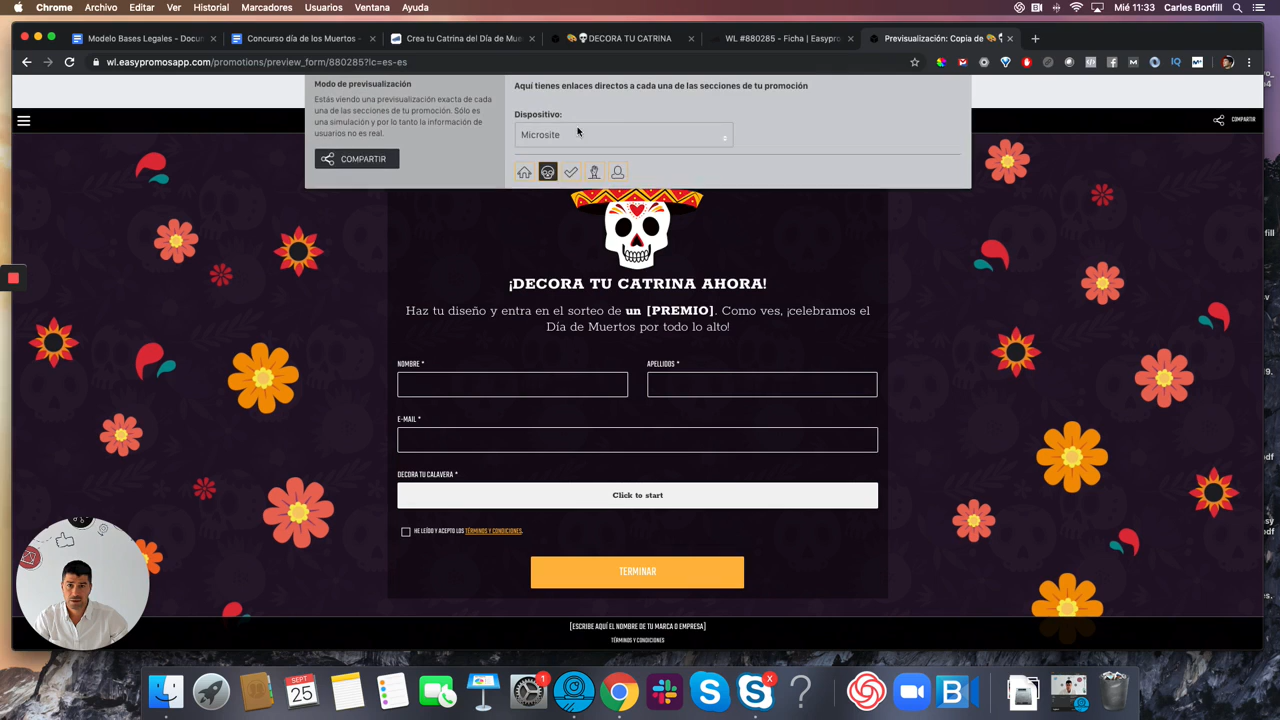 Chrome Archivo Editar Visualización Historial Marcadores Usuarios Ventana Ayuda
Mié 11:33 Carles Bonfill
Modelo Bases Legales - Docu
Concurso día de los Muertos -
Crea tu Catrina del Día de Mue
DECORA TU CATRINA
WL #880285 - Ficha | Easypro
Previsualización: Copia de
wl.easypromosapp.com/promotions/preview_form/880285?lc=es-es
Modo de previsualización
Estás viendo una previsualización exacta de cada
una de las secciones de tu promoción. Sólo es
una simulación y por lo tanto la información de
usuarios no es real.
COMPARTIR
Aquí tienes enlaces directos a cada una de las secciones de tu promoción
Dispositivo:
Microsite
COMPARTIR
¡DECORA TU CATRINA AHORA!
Haz tu diseño y entra en el sorteo de un [PREMIO]. Como ves, ¡celebramos el
Día de Muertos por todo lo alto!
NOMBRE *
APELLIDOS *
E-MAIL *
DECORA TU CALAVERA *
Click to start
HE LEÍDO Y ACEPTO LOS TÉRMINOS Y CONDICIONES.
TERMINAR
[ESCRIBE AQUÍ EL NOMBRE DE TU MARCA O EMPRESA]
TÉRMINOS Y CONDICIONES
SEPT
25
1
X